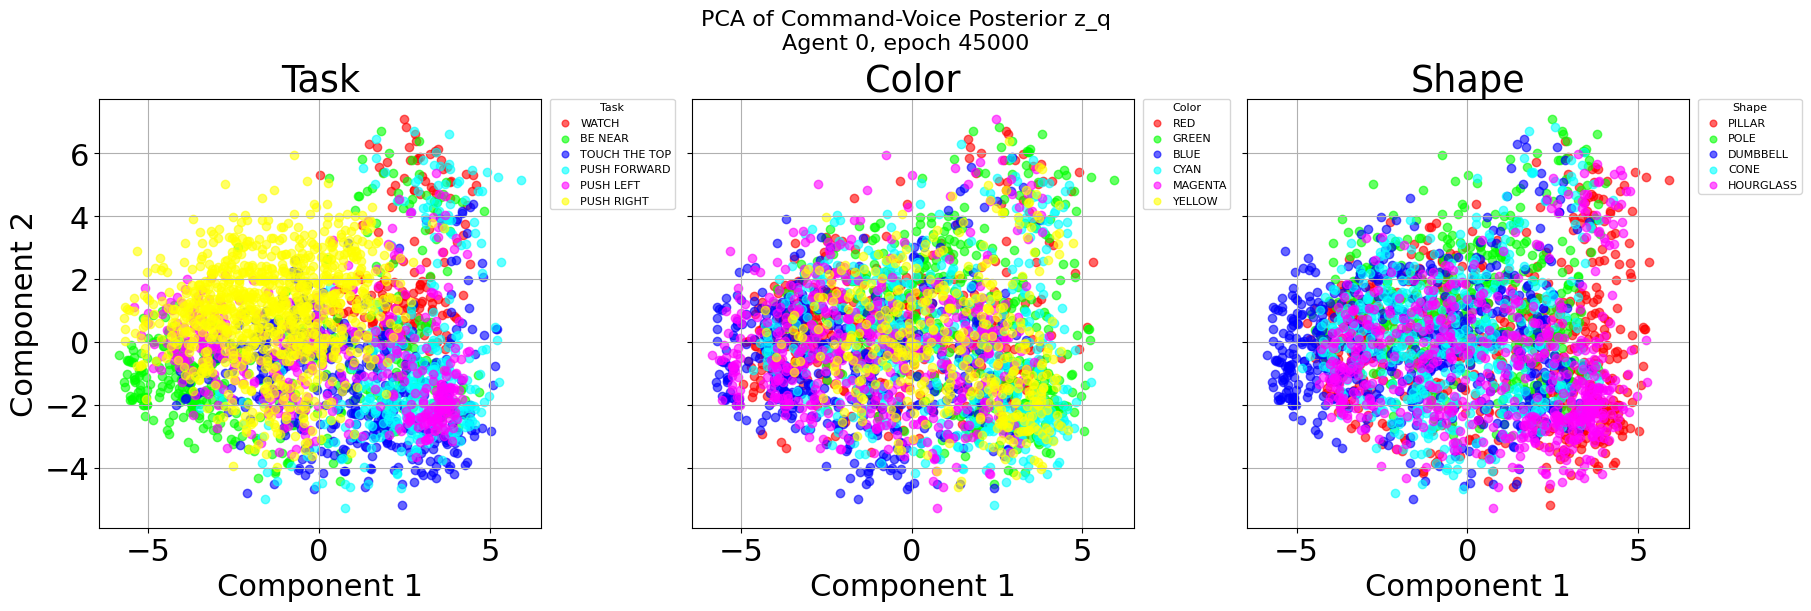 PCA of Command-Voice Posterior z_q
Agent 0, epoch 45000
Task
Color
Shape
Task
WATCH
BE NEAR
TOUCH THE TOP
PUSH FORWARD
PUSH LEFT
PUSH RIGHT
Color
RED
GREEN
BLUE
CYAN
MAGENTA
YELLOW
Shape
PILLAR
POLE
DUMBBELL
CONE
HOURGLASS
Component 2
6
4
2
0
−2
−4
−5 0 5
−5 0 5
−5 0 5
Component 1
Component 1
Component 1